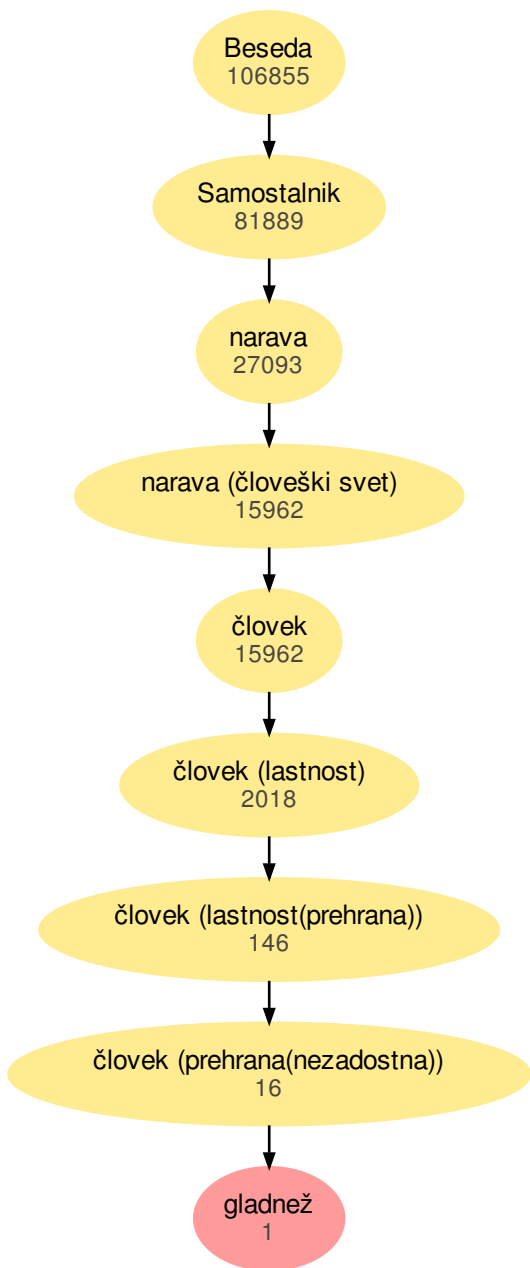 Beseda
106855
Samostalnik
81889
narava
27093
narava (človeški svet)
15962
človek
15962
človek (lastnost)
2018
človek (lastnost(prehrana))
146
človek (prehrana(nezadostna))
16
gladnež
1